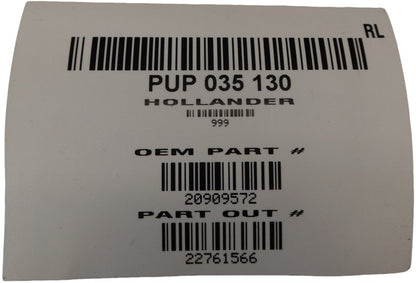 RL
PUP 035 130
HOLLANDER
999
OEM PART #
20909572
PART OUT #
22761566